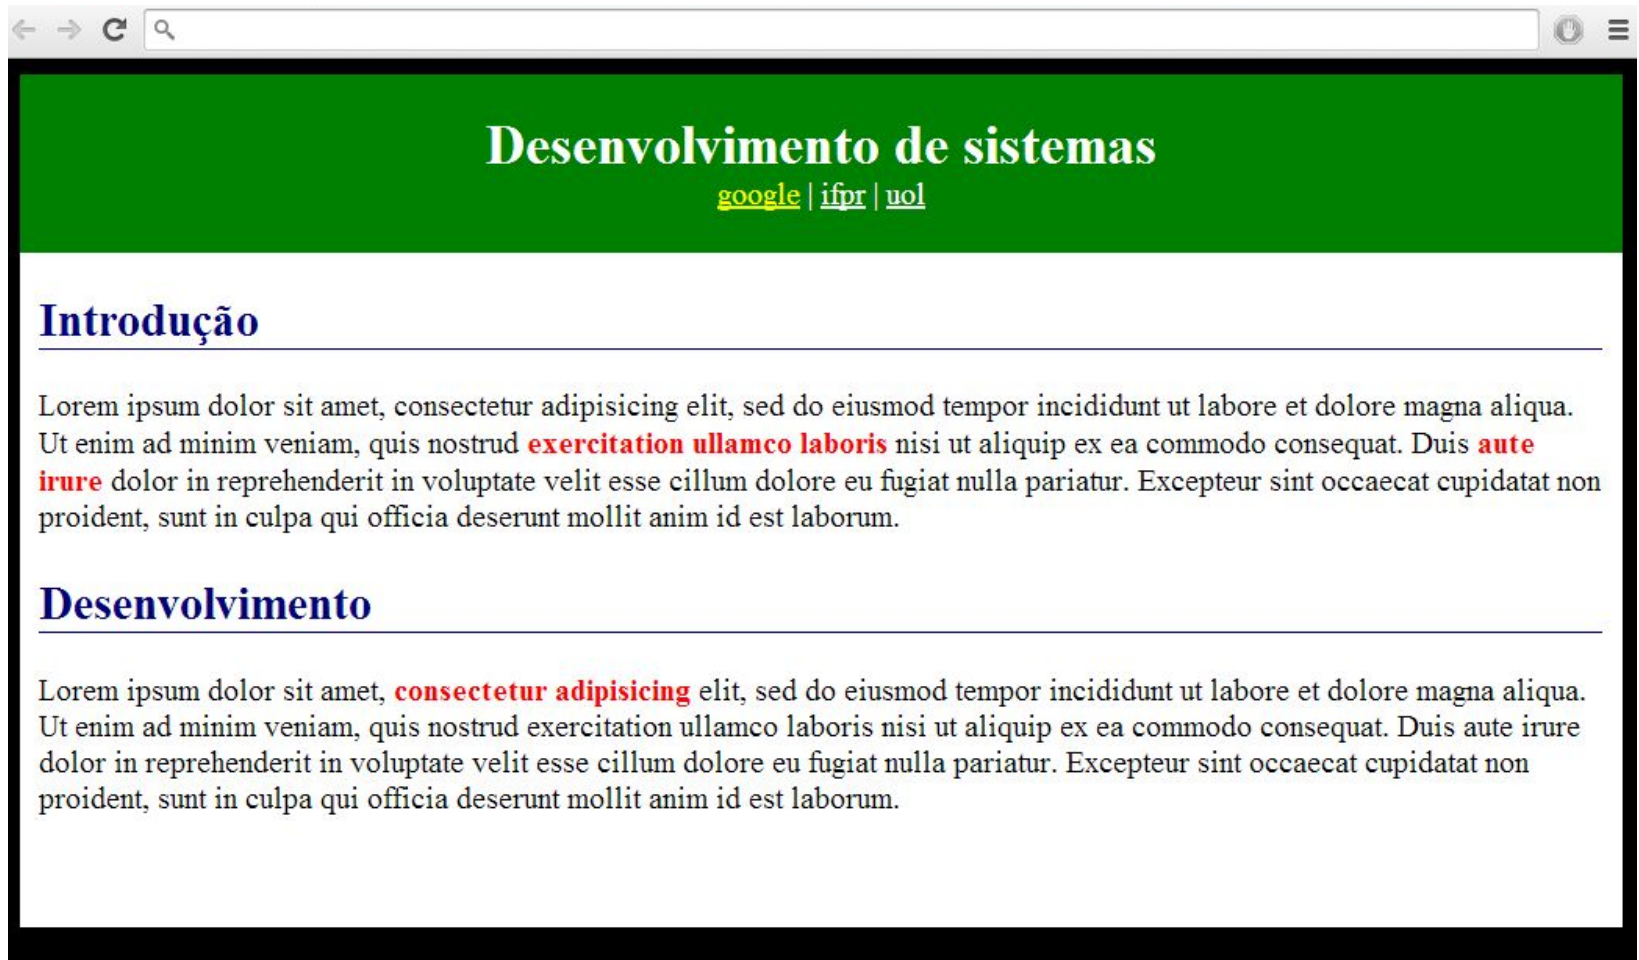 Desenvolvimento de sistemas
google | ifpr | uol
Introdução
Lorem ipsum dolor sit amet, consectetur adipisicing elit, sed do eiusmod tempor incididunt ut labore et dolore magna aliqua.
Ut enim ad minim veniam, quis nostrud exercitation ullamco laboris nisi ut aliquip ex ea commodo consequat. Duis aute
irure dolor in reprehenderit in voluptate velit esse cillum dolore eu fugiat nulla pariatur. Excepteur sint occaecat cupidatat non
proident, sunt in culpa qui officia deserunt mollit anim id est laborum.
Desenvolvimento
Lorem ipsum dolor sit amet, consectetur adipisicing elit, sed do eiusmod tempor incididunt ut labore et dolore magna aliqua.
Ut enim ad minim veniam, quis nostrud exercitation ullamco laboris nisi ut aliquip ex ea commodo consequat. Duis aute irure
dolor in reprehenderit in voluptate velit esse cillum dolore eu fugiat nulla pariatur. Excepteur sint occaecat cupidatat non
proident, sunt in culpa qui officia deserunt mollit anim id est laborum.